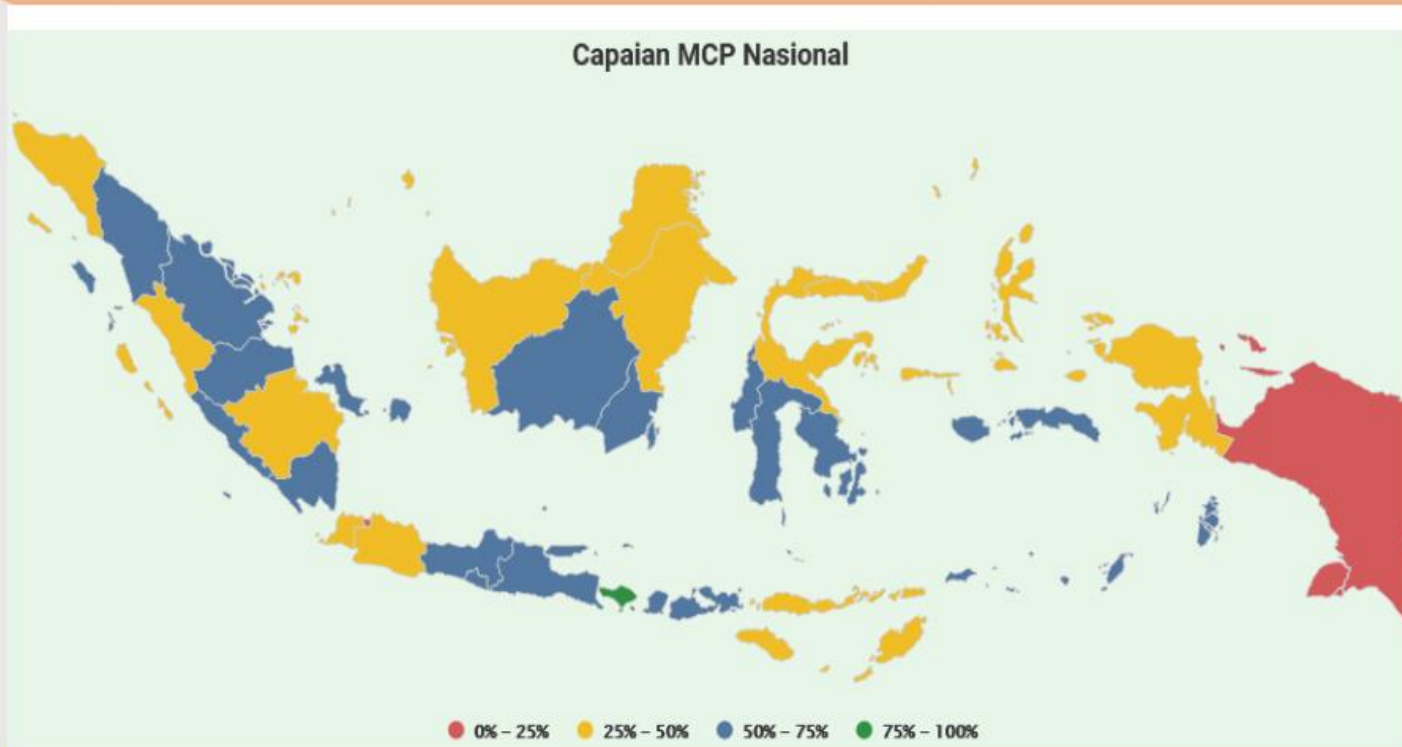 Capaian MCP Nasional
0% – 25% 25% – 50% 50% – 75% 75% – 100%